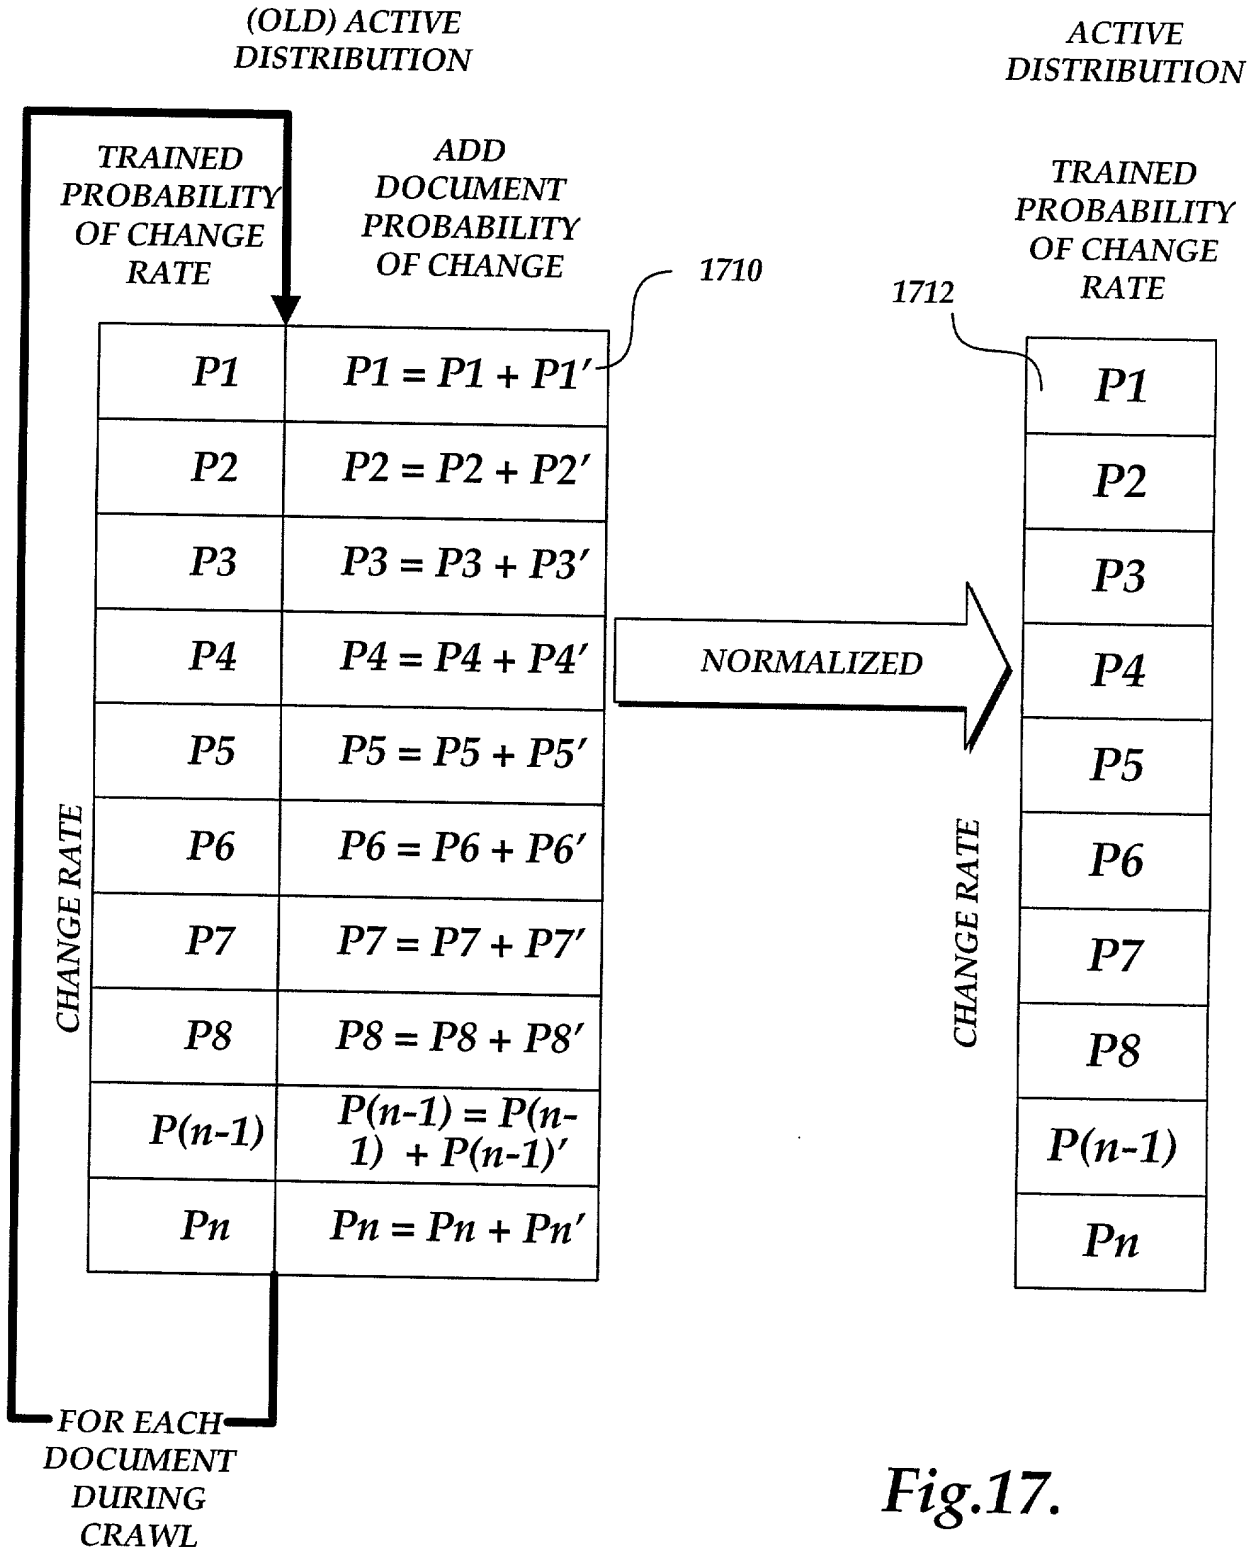 (OLD) ACTIVE
DISTRIBUTION
ACTIVE
DISTRIBUTION
TRAINED
PROBABILITY
OF CHANGE
RATE
ADD
DOCUMENT
PROBABILITY
OF CHANGE
1710
1712
TRAINED
PROBABILITY
OF CHANGE
RATE
P1
P1 = P1 + P1′
P2
P2 = P2 + P2′
P3
P3 = P3 + P3′
P4
P4 = P4 + P4′
P5
P5 = P5 + P5′
P6
P6 = P6 + P6′
P7
P7 = P7 + P7′
P8
P8 = P8 + P8′
P(n-1)
P(n-1) = P(n-
1) + P(n-1)′
Pn
Pn = Pn + Pn′
CHANGE RATE
NORMALIZED
P1
P2
P3
P4
P5
P6
P7
P8
P(n-1)
Pn
CHANGE RATE
FOR EACH
DOCUMENT
DURING
CRAWL
Fig.17.